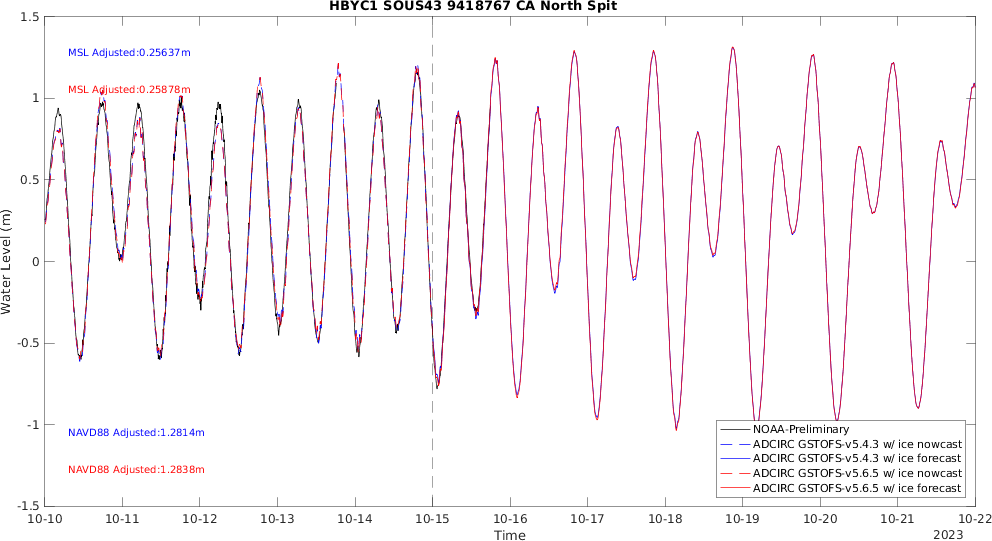 HBYC1 SOUS43 9418767 CA North Spit
1.5
1
0.5
0
-0.5
-1
-1.5
Water Level (m)
MSL Adjusted:0.25637m
MSL Adjusted:0.25878m
NAVD88 Adjusted:1.2814m
NAVD88 Adjusted:1.2838m
NOAA-Preliminary
ADCIRC GSTOFS-v5.4.3 w/ ice nowcast
ADCIRC GSTOFS-v5.4.3 w/ ice forecast
ADCIRC GSTOFS-v5.6.5 w/ ice nowcast
ADCIRC GSTOFS-v5.6.5 w/ ice forecast
10-10 10-11 10-12 10-13 10-14 10-15 10-16 10-17 10-18 10-19 10-20 10-21 10-22
Time
2023